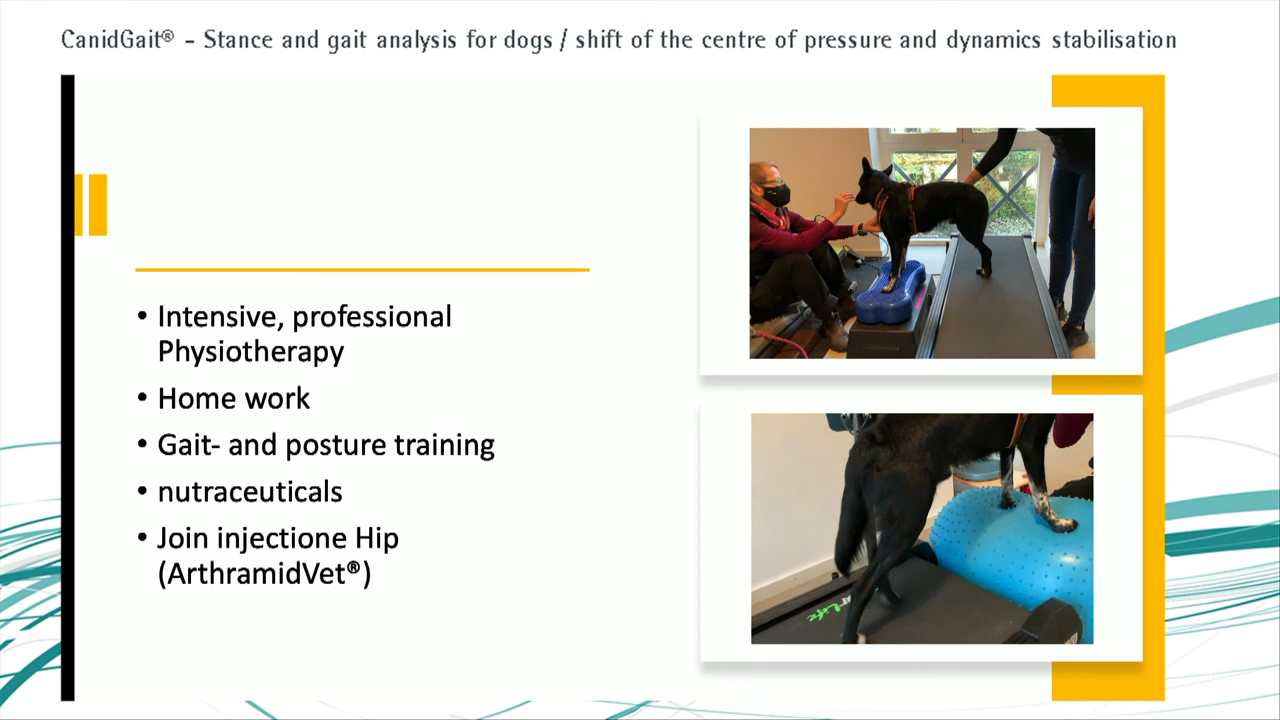 CanidGait® - Stance and gait analysis for dogs / shift of the centre of pressure and dynamics stabilisation
• Intensive, professional
Physiotherapy
• Home work
• Gait- and posture training
• nutraceuticals
• Join injectione Hip
(ArthramidVet®)